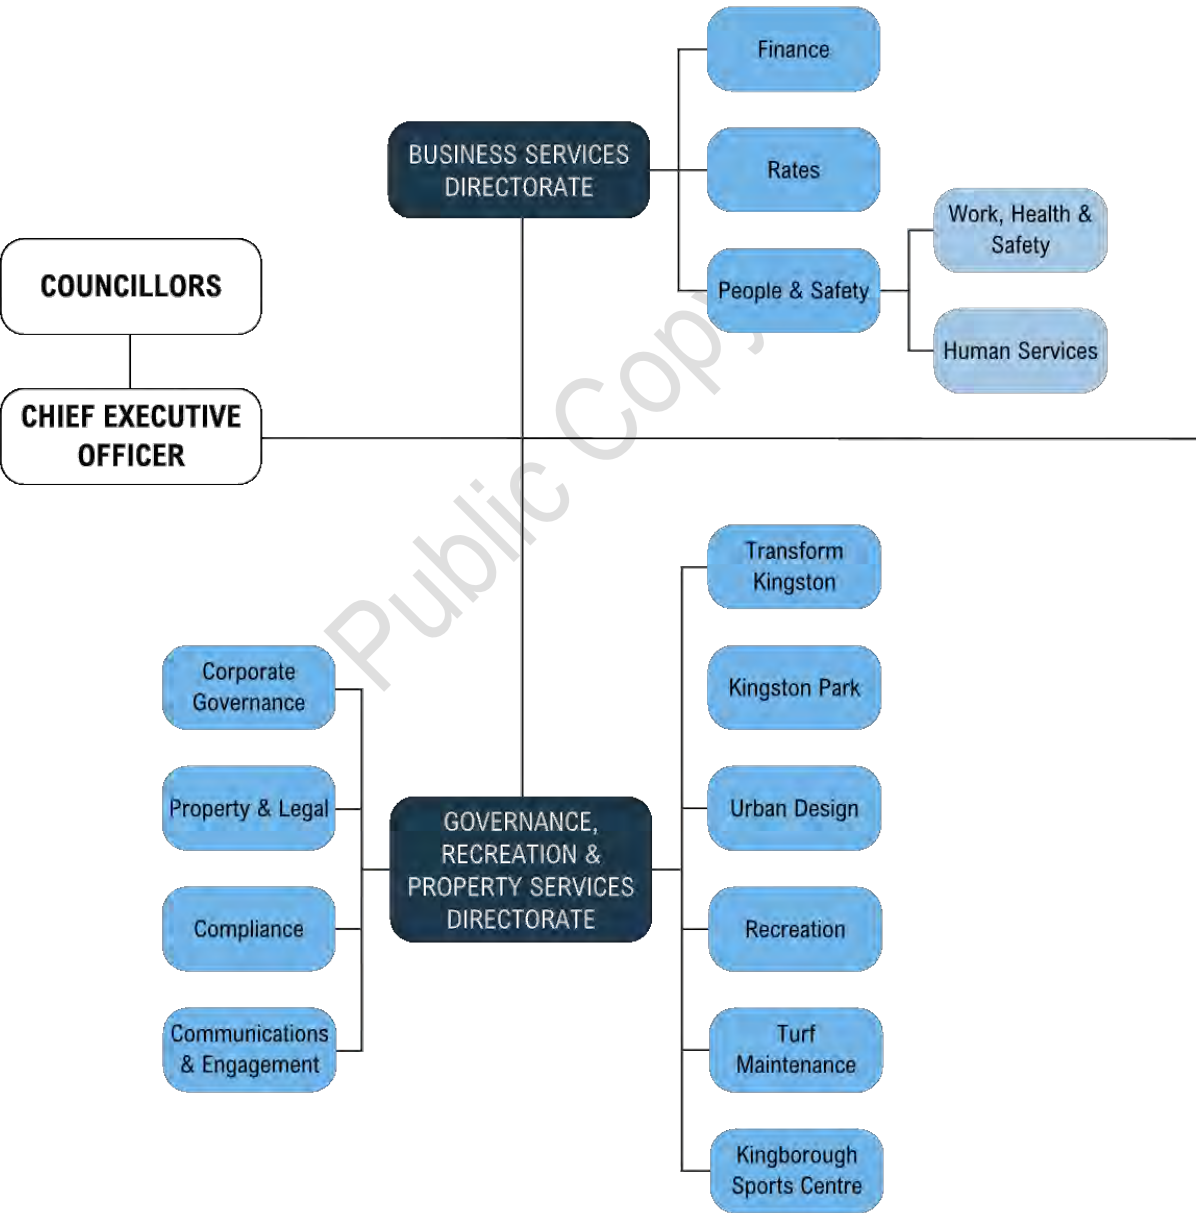 Finance
BUSINESS SERVICES
DIRECTORATE
Rates
Work, Health &
Safety
People & Safety
Human Services
COUNCILLORS
CHIEF EXECUTIVE
OFFICER
Public Copy
Transform
Kingston
Corporate
Governance
Kingston Park
Property & Legal
Urban Design
GOVERNANCE,
RECREATION &
PROPERTY SERVICES
DIRECTORATE
Compliance
Recreation
Communications
& Engagement
Turf
Maintenance
Kingborough
Sports Centre